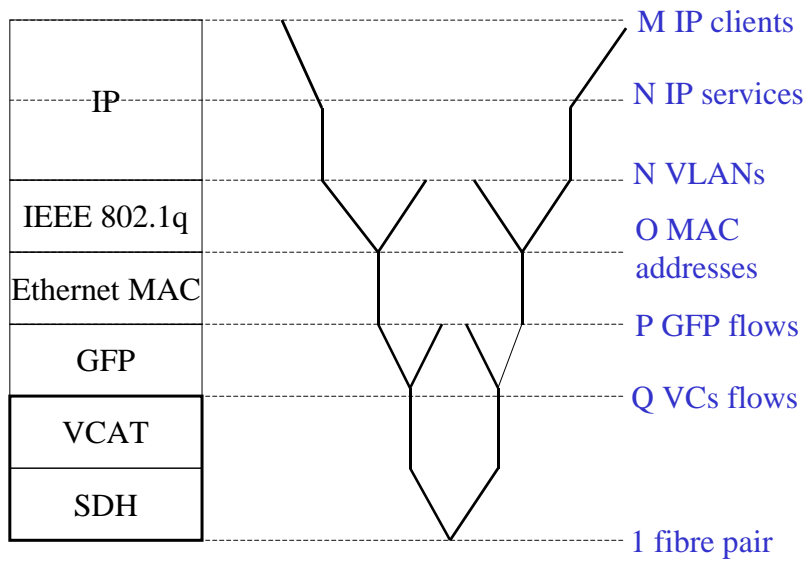 M IP clients
IP
N IP services
N VLANs
IEEE 802.1q
O MAC
addresses
Ethernet MAC
P GFP flows
GFP
Q VCs flows
VCAT
SDH
1 fibre pair